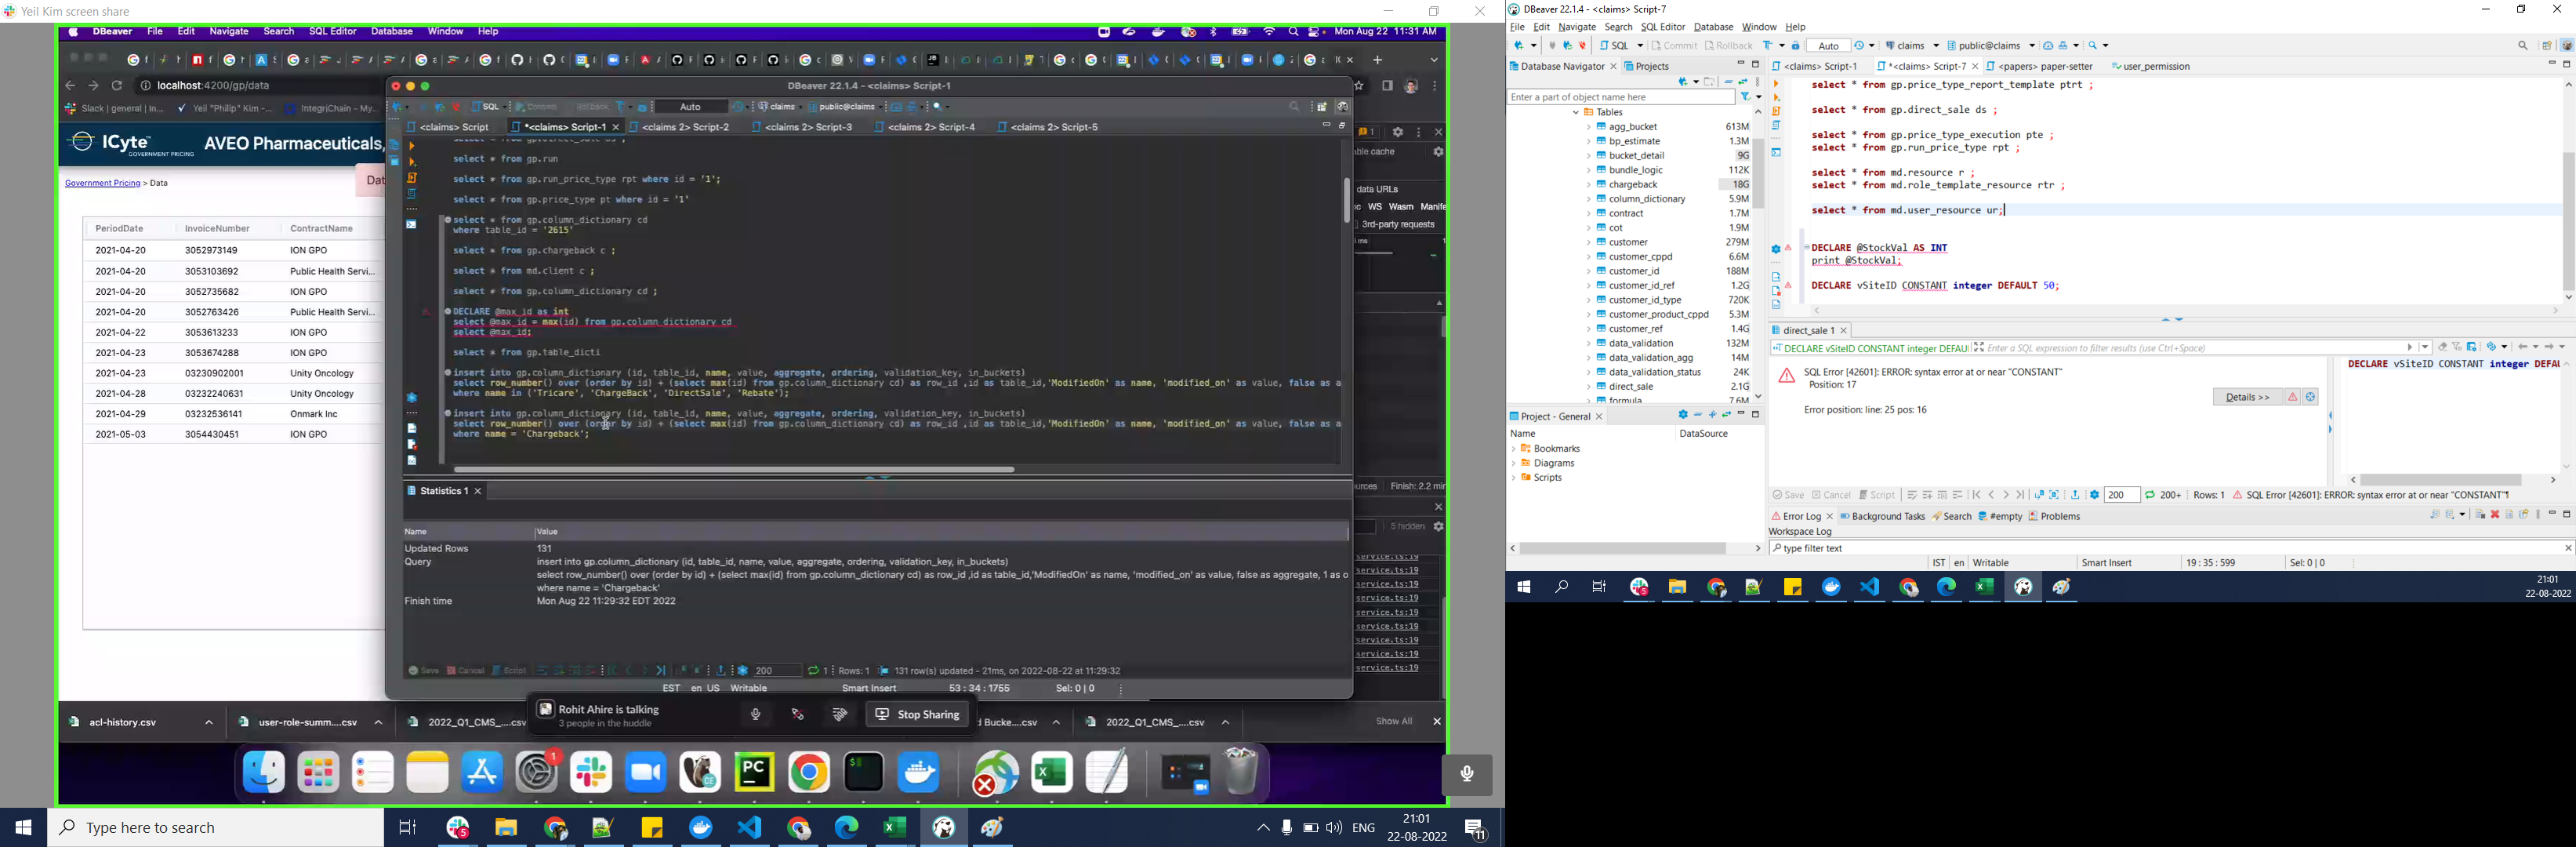 Yeil Kim screen share
DBeaver File Edit Navigate Search SQL Editor Database Window Help
Mon Aug 22 11:31 AM
localhost:4200/gp/data
Slack | general | In...
Yeil "Philip" Kim -...
IntegriChain - My...
ICyte
GOVERNMENT PRICING
AVEO Pharmaceuticals,
Government Pricing > Data
PeriodDate InvoiceNumber ContractName
2021-04-20 3052973149 ION GPO
2021-04-20 3053103692 Public Health Servi...
2021-04-20 3052735682 ION GPO
2021-04-20 3052763426 Public Health Servi...
2021-04-22 3053613233 ION GPO
2021-04-23 3053674288 ION GPO
2021-04-23 03230902001 Unity Oncology
2021-04-28 03232240631 Unity Oncology
2021-04-29 03232536141 Onmark Inc
2021-05-03 3054430451 ION GPO
DBeaver 22.1.4 - <claims> Script-1
SQL Auto claims public@claims
<claims> Script *<claims> Script-1 <claims 2> Script-2 <claims 2> Script-3 <claims 2> Script-4 <claims 2> Script-5
select * from gp.run
select * from gp.run_price_type rpt where id = '1';
select * from gp.price_type pt where id = '1'
select * from gp.column_dictionary cd
where table_id = '2615'
select * from gp.chargeback c ;
select * from md.client c ;
select * from gp.column_dictionary cd ;
DECLARE @max_id as int
select @max_id = max(id) from gp.column_dictionary cd
select @max_id;
select * from gp.table_dicti
insert into gp.column_dictionary (id, table_id, name, value, aggregate, ordering, validation_key, in_buckets)
select row_number() over (order by id) + (select max(id) from gp.column_dictionary cd) as row_id ,id as table_id,'ModifiedOn' as name, 'modified_on' as value, false as a
where name in ('Tricare', 'ChargeBack', 'DirectSale', 'Rebate');
insert into gp.column_dictionary (id, table_id, name, value, aggregate, ordering, validation_key, in_buckets)
select row_number() over (order by id) + (select max(id) from gp.column_dictionary cd) as row_id ,id as table_id,'ModifiedOn' as name, 'modified_on' as value, false as a
where name = 'Chargeback';
Statistics 1
Name Value
Updated Rows 131
Query insert into gp.column_dictionary (id, table_id, name, value, aggregate, ordering, validation_key, in_buckets)
select row_number() over (order by id) + (select max(id) from gp.column_dictionary cd) as row_id ,id as table_id,'ModifiedOn' as name, 'modified_on' as value, false as aggregate, 1 as o
where name = 'Chargeback'
Finish time Mon Aug 22 11:29:32 EDT 2022
Save Cancel Script 200 1 Rows: 1 131 row(s) updated - 21ms, on 2022-08-22 at 11:29:32
EST en_US Writable Smart Insert 53 : 34 : 1755 Sel: 0 | 0
data URLs
WS Wasm Manife
3rd-party requests
Finish: 2.2 min
5 hidden
service.ts:19
service.ts:19
service.ts:19
service.ts:19
service.ts:19
service.ts:19
service.ts:19
service.ts:19
service.ts:19
Rohit Ahire is talking
3 people in the huddle
Stop Sharing
acl-history.csv user-role-summ....csv 2022_Q1_CMS_....csv d Bucke....csv 2022_Q1_CMS_....csv Show All
Type here to search
ENG
21:01
22-08-2022
11
DBeaver 22.1.4 - <claims> Script-7
File Edit Navigate Search SQL Editor Database Window Help
SQL Commit Rollback Auto claims public@claims
Database Navigator Projects
Enter a part of object name here
Tables
agg_bucket 613M
bp_estimate 1.3M
bucket_detail 9G
bundle_logic 112K
chargeback 18G
column_dictionary 5.9M
contract 1.7M
cot 1.9M
customer 279M
customer_cppd 6.6M
customer_id 188M
customer_id_ref 1.2G
customer_id_type 720K
customer_product_cppd 5.3M
customer_ref 1.4G
data_validation 132M
data_validation_agg 14M
data_validation_status 24K
direct_sale 2.1G
formula 7.6M
Project - General
Name DataSource
Bookmarks
Diagrams
Scripts
<claims> Script-1 *<claims> Script-7 <papers> paper-setter user_permission
select * from gp.price_type_report_template ptrt ;
select * from gp.direct_sale ds ;
select * from gp.price_type_execution pte ;
select * from gp.run_price_type rpt ;
select * from md.resource r ;
select * from md.role_template_resource rtr ;
select * from md.user_resource ur;
DECLARE @StockVal AS INT
print @StockVal;
DECLARE vSiteID CONSTANT integer DEFAULT 50;
direct_sale 1
DECLARE vSiteID CONSTANT integer DEFAU Enter a SQL expression to filter results (use Ctrl+Space)
SQL Error [42601]: ERROR: syntax error at or near "CONSTANT"
Position: 17
Error position: line: 25 pos: 16
Details >>
DECLARE vSiteID CONSTANT integer DEFAU
Save Cancel Script 200 200+ Rows: 1 SQL Error [42601]: ERROR: syntax error at or near "CONSTANT"¶
Error Log Background Tasks Search #empty Problems
Workspace Log
type filter text
IST en Writable Smart Insert 19 : 35 : 599 Sel: 0 | 0
21:01
22-08-2022